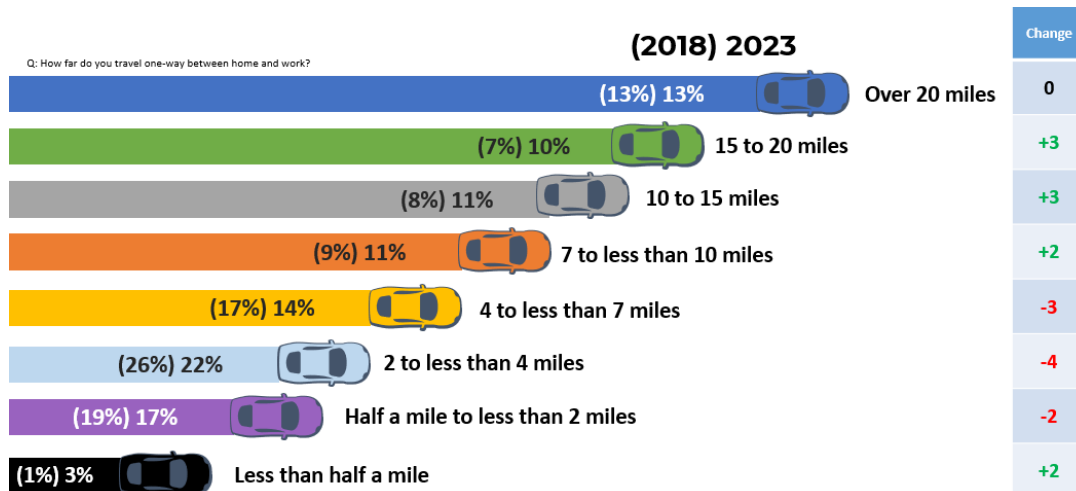 (2018) 2023
Change
Q: How far do you travel one-way between home and work?
(13%) 13% Over 20 miles 0
(7%) 10% 15 to 20 miles +3
(8%) 11% 10 to 15 miles +3
(9%) 11% 7 to less than 10 miles +2
(17%) 14% 4 to less than 7 miles -3
(26%) 22% 2 to less than 4 miles -4
(19%) 17% Half a mile to less than 2 miles -2
(1%) 3% Less than half a mile +2